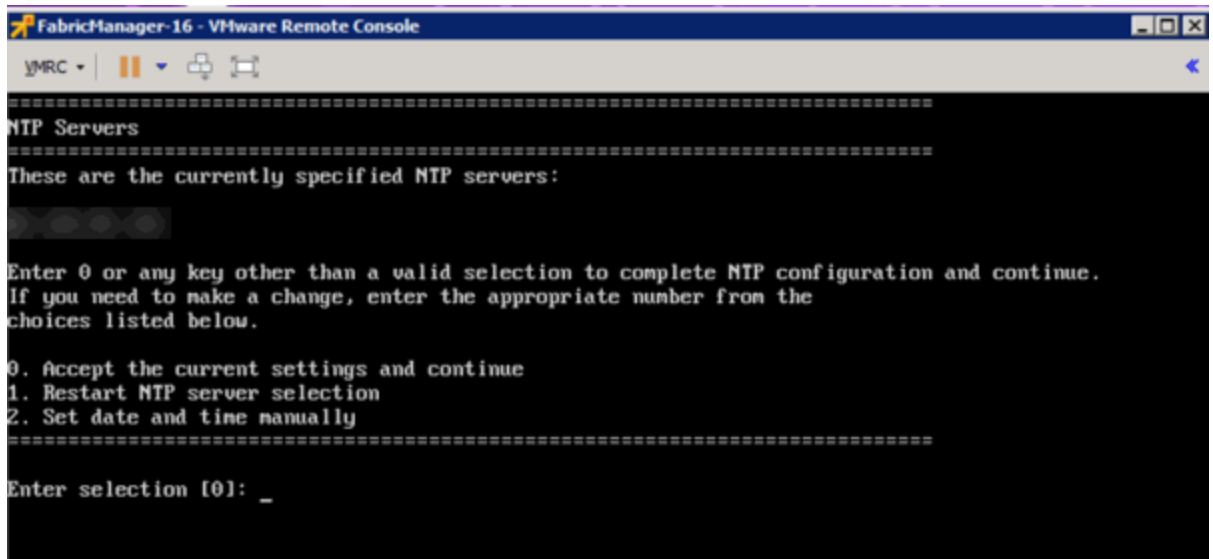 FabricManager-16 - VMware Remote Console
VMRC
=============================================================================
NTP Servers
=============================================================================
These are the currently specified NTP servers:
Enter 0 or any key other than a valid selection to complete NTP configuration and continue.
If you need to make a change, enter the appropriate number from the
choices listed below.
0. Accept the current settings and continue
1. Restart NTP server selection
2. Set date and time manually
=============================================================================
Enter selection [0]: _